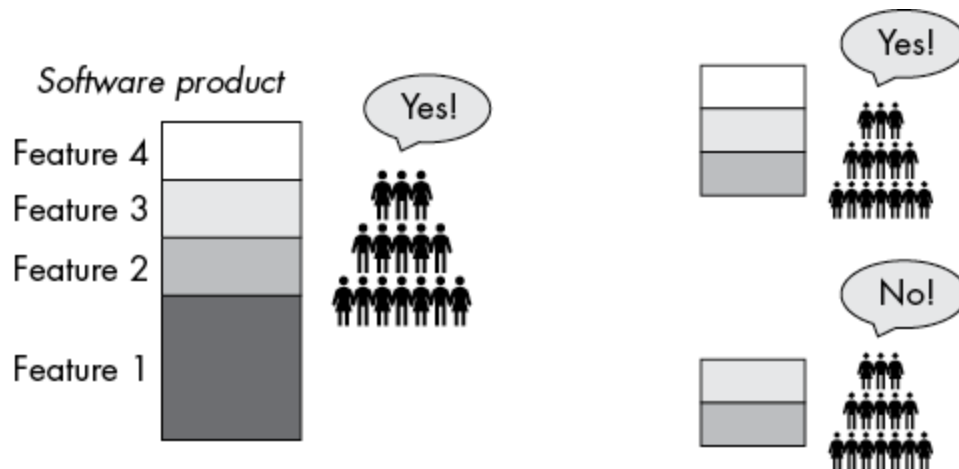 Software product
Feature 4
Feature 3
Feature 2
Feature 1
Yes!
Yes!
No!